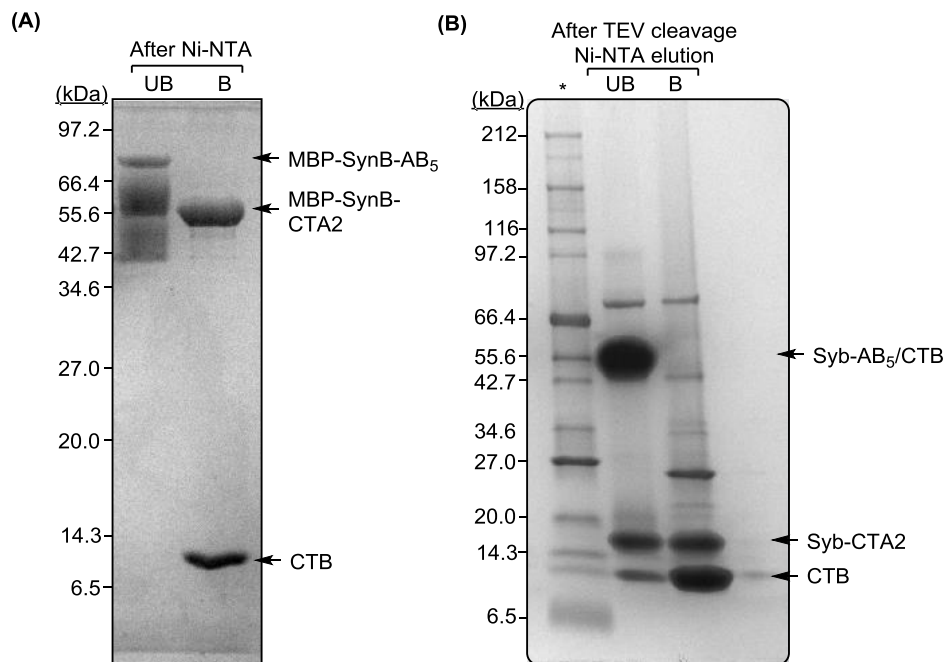 (A)
After Ni-NTA
UB B
(kDa)
97.2
66.4
55.6
42.7
34.6
27.0
20.0
14.3
6.5
MBP-SynB-AB5
MBP-SynB-
CTA2
CTB
(B)
After TEV cleavage
Ni-NTA elution
* UB B
(kDa)
212
158
116
97.2
66.4
55.6
42.7
34.6
27.0
20.0
14.3
6.5
Syb-AB5/CTB
Syb-CTA2
CTB